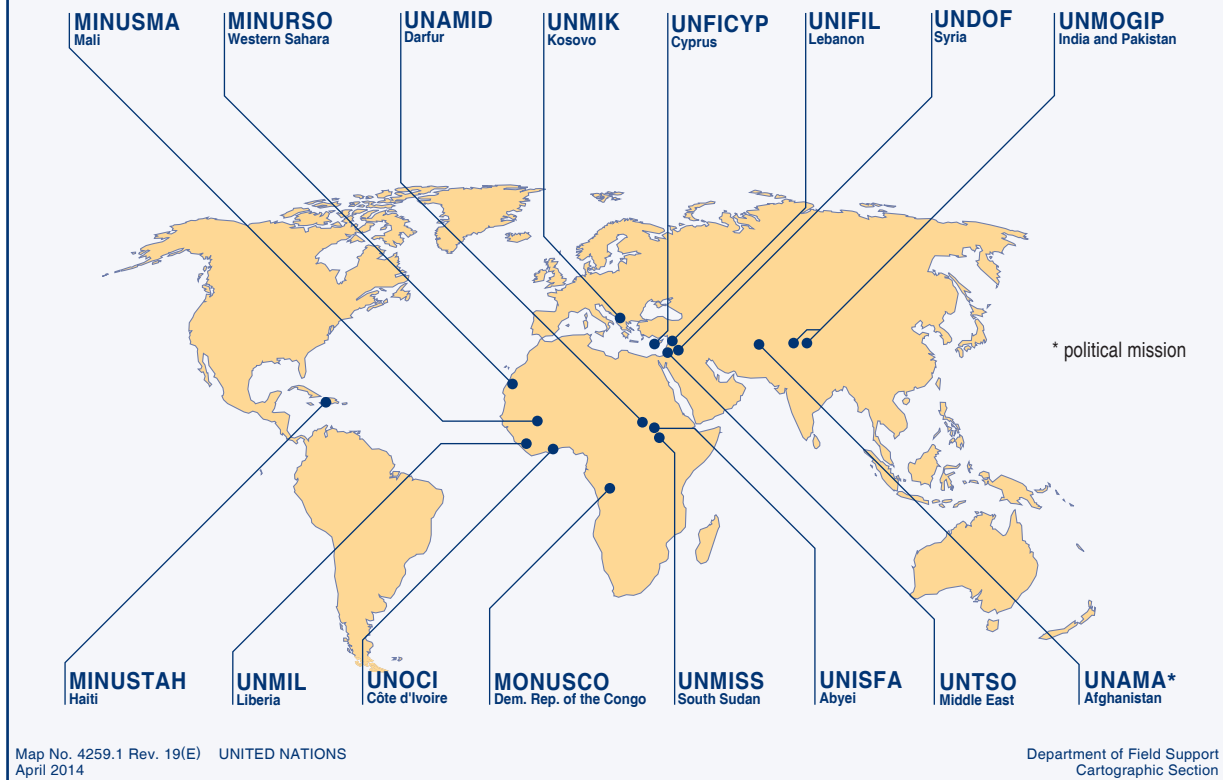 MINUSMA
Mali
MINURSO
Western Sahara
UNAMID
Darfur
UNMIK
Kosovo
UNFICYP
Cyprus
UNIFIL
Lebanon
UNDOF
Syria
UNMOGIP
India and Pakistan
* political mission
MINUSTAH
Haiti
UNMIL
Liberia
UNOCI
Côte d'Ivoire
MONUSCO
Dem. Rep. of the Congo
UNMISS
South Sudan
UNISFA
Abyei
UNTSO
Middle East
UNAMA*
Afghanistan
Map No. 4259.1 Rev. 19(E) UNITED NATIONS
April 2014
Department of Field Support
Cartographic Section